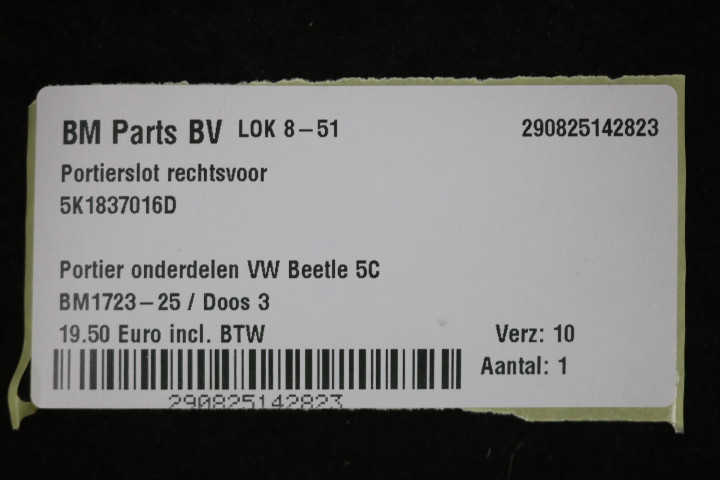 BM Parts BV LOK 8-51 290825142823
Portierslot rechtsvoor
5K1837016D
Portier onderdelen VW Beetle 5C
BM1723-25 / Doos 3
19.50 Euro incl. BTW Verz: 10
Aantal: 1
290825142823